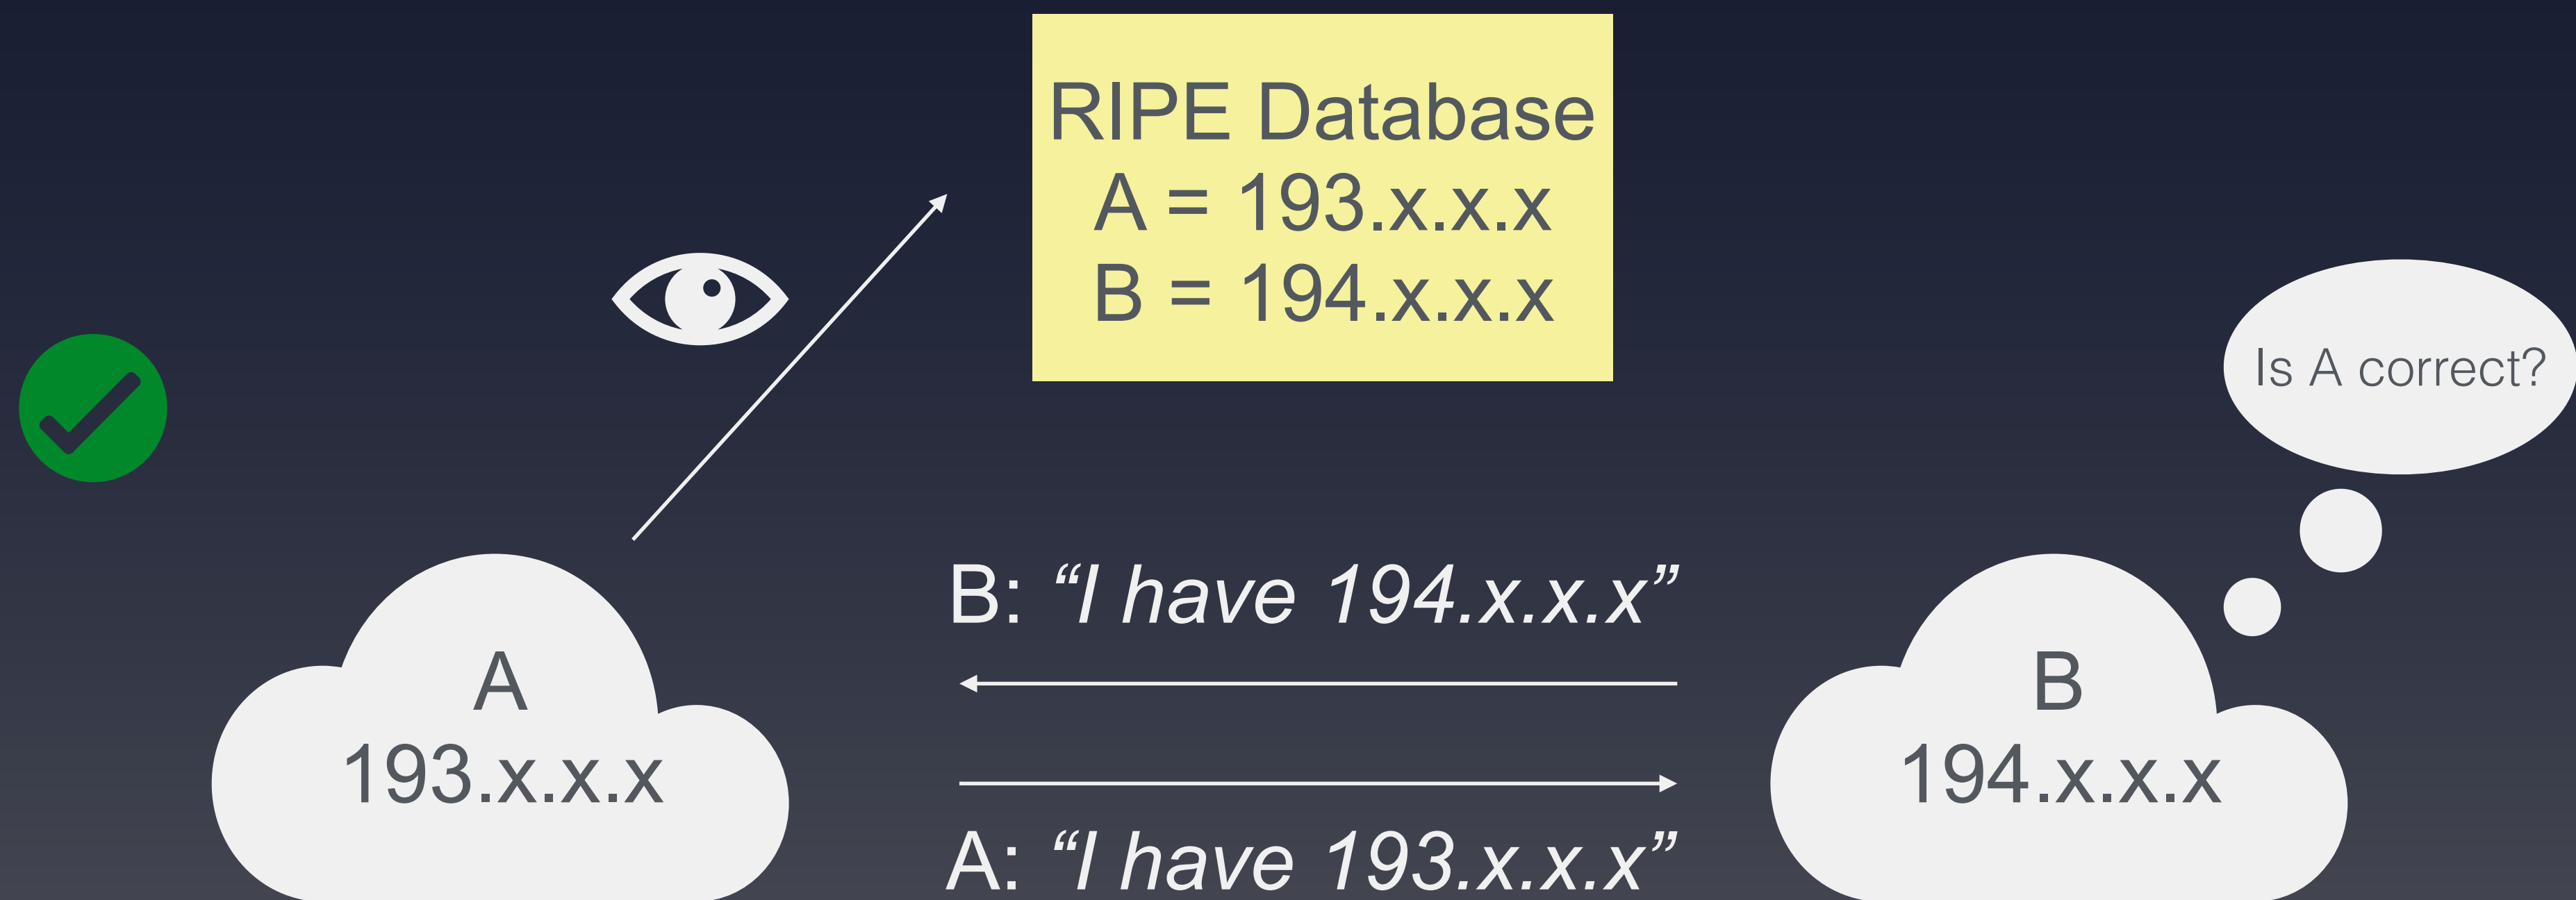 RIPE Database
A = 193.x.x.x
B = 194.x.x.x
Is A correct?
B: “I have 194.x.x.x”
A
193.x.x.x
B
194.x.x.x
A: “I have 193.x.x.x”